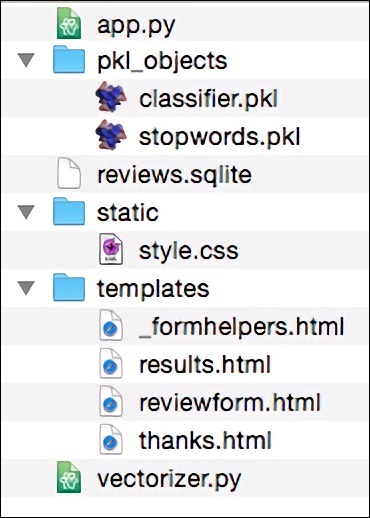 app.py
pkl_objects
classifier.pkl
stopwords.pkl
reviews.sqlite
static
style.css
templates
_formhelpers.html
results.html
reviewform.html
thanks.html
vectorizer.py